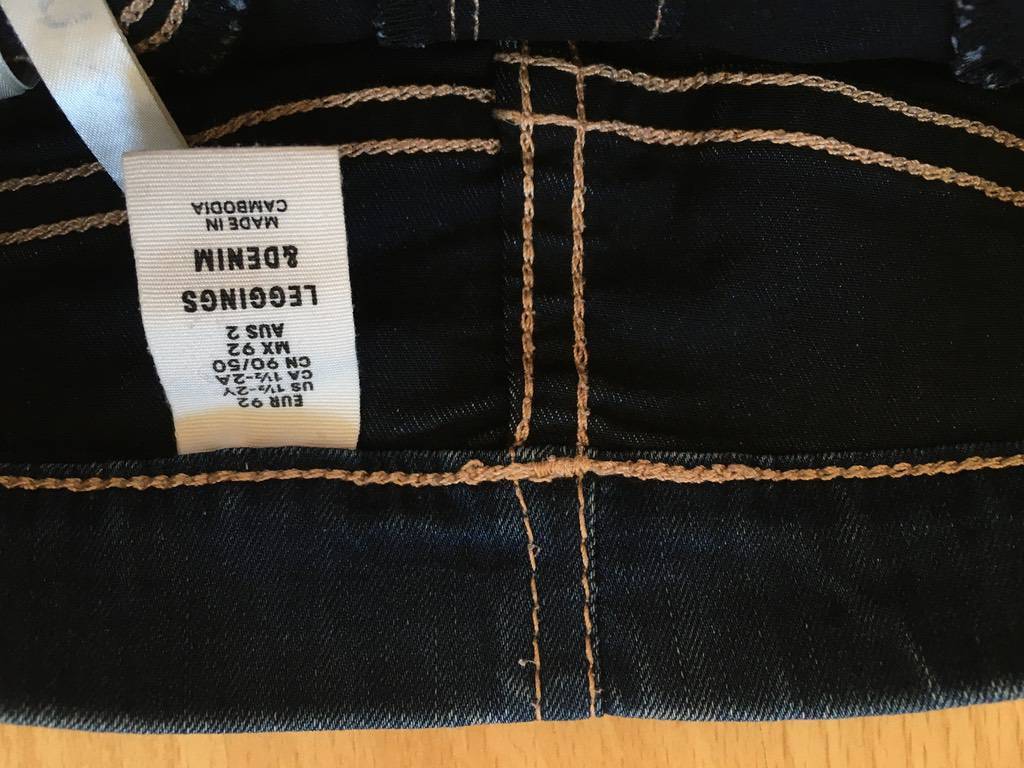 EUR 92
US 1½-2Y
CA 1½-2A
CN 90/50
MX 92
AUS 2
LEGGINGS
&DENIM
MADE IN
CAMBODIA